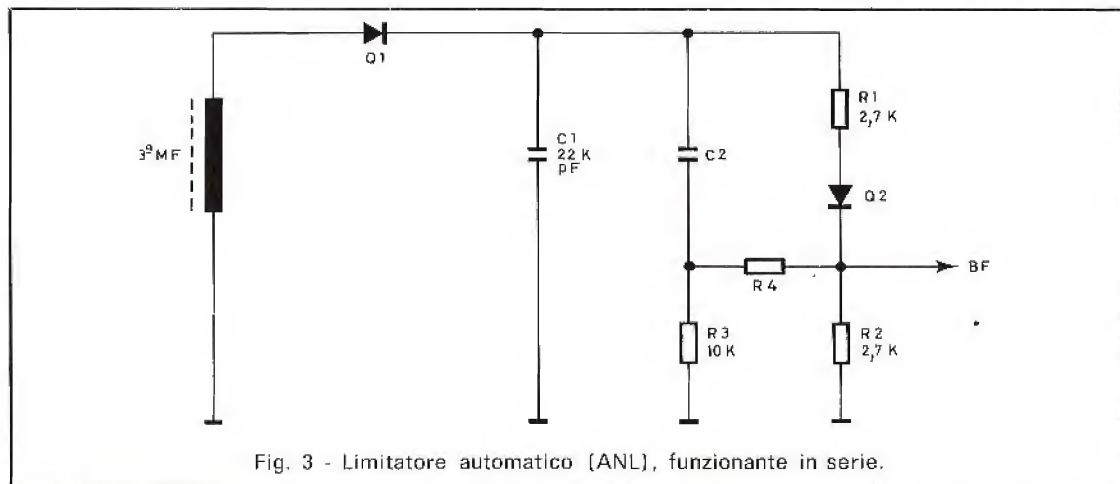 Q1
3ª MF
C1
22 K
pF
C2
R1
2,7 K
Q2
BF
R4
R3
10 K
R2
2,7 K
Fig. 3 - Limitatore automatico (ANL), funzionante in serie.